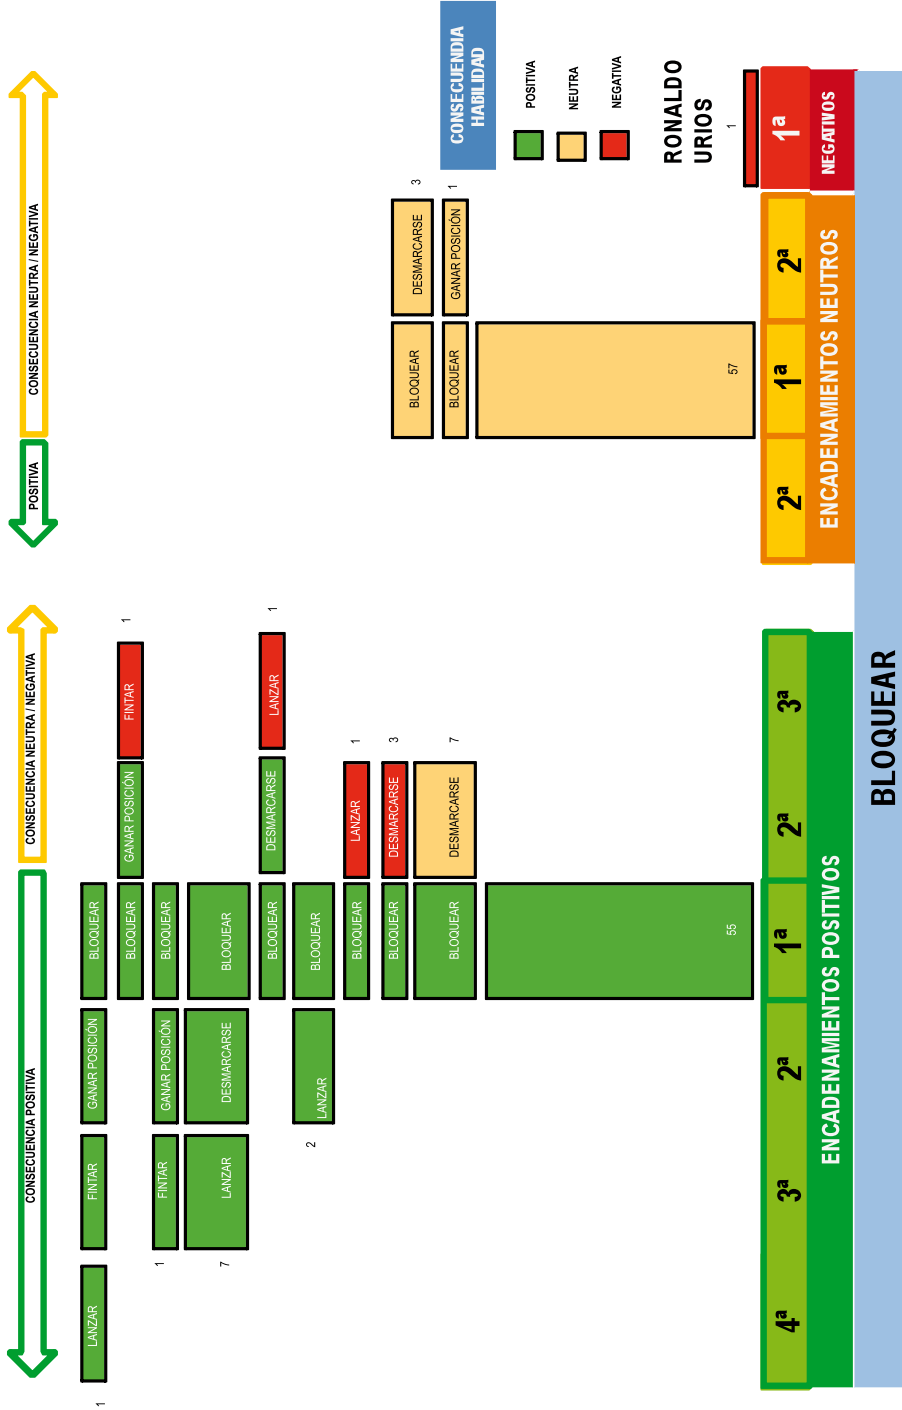 CONSECUENCIA POSITIVA
CONSECUENCIA NEUTRA / NEGATIVA
POSITIVA
CONSECUENCIA NEUTRA / NEGATIVA
1 LANZAR FINTAR GANAR POSICIÓN BLOQUEAR
BLOQUEAR GANAR POSICIÓN FINTAR 1
1 FINTAR GANAR POSICIÓN BLOQUEAR
7 LANZAR DESMARCARSE BLOQUEAR
BLOQUEAR DESMARCARSE LANZAR 1
2 LANZAR BLOQUEAR
BLOQUEAR LANZAR 1
BLOQUEAR DESMARCARSE 3
BLOQUEAR DESMARCARSE 7
55
BLOQUEAR DESMARCARSE 3
BLOQUEAR GANAR POSICIÓN 1
57
CONSECUENDIA
HABILIDAD
POSITIVA
NEUTRA
NEGATIVA
RONALDO
URIOS
1
4ª 3ª 2ª 1ª 2ª 3ª
2ª 1ª 2ª
1ª
ENCADENAMIENTOS POSITIVOS
ENCADENAMIENTOS NEUTROS
NEGATIVOS
BLOQUEAR